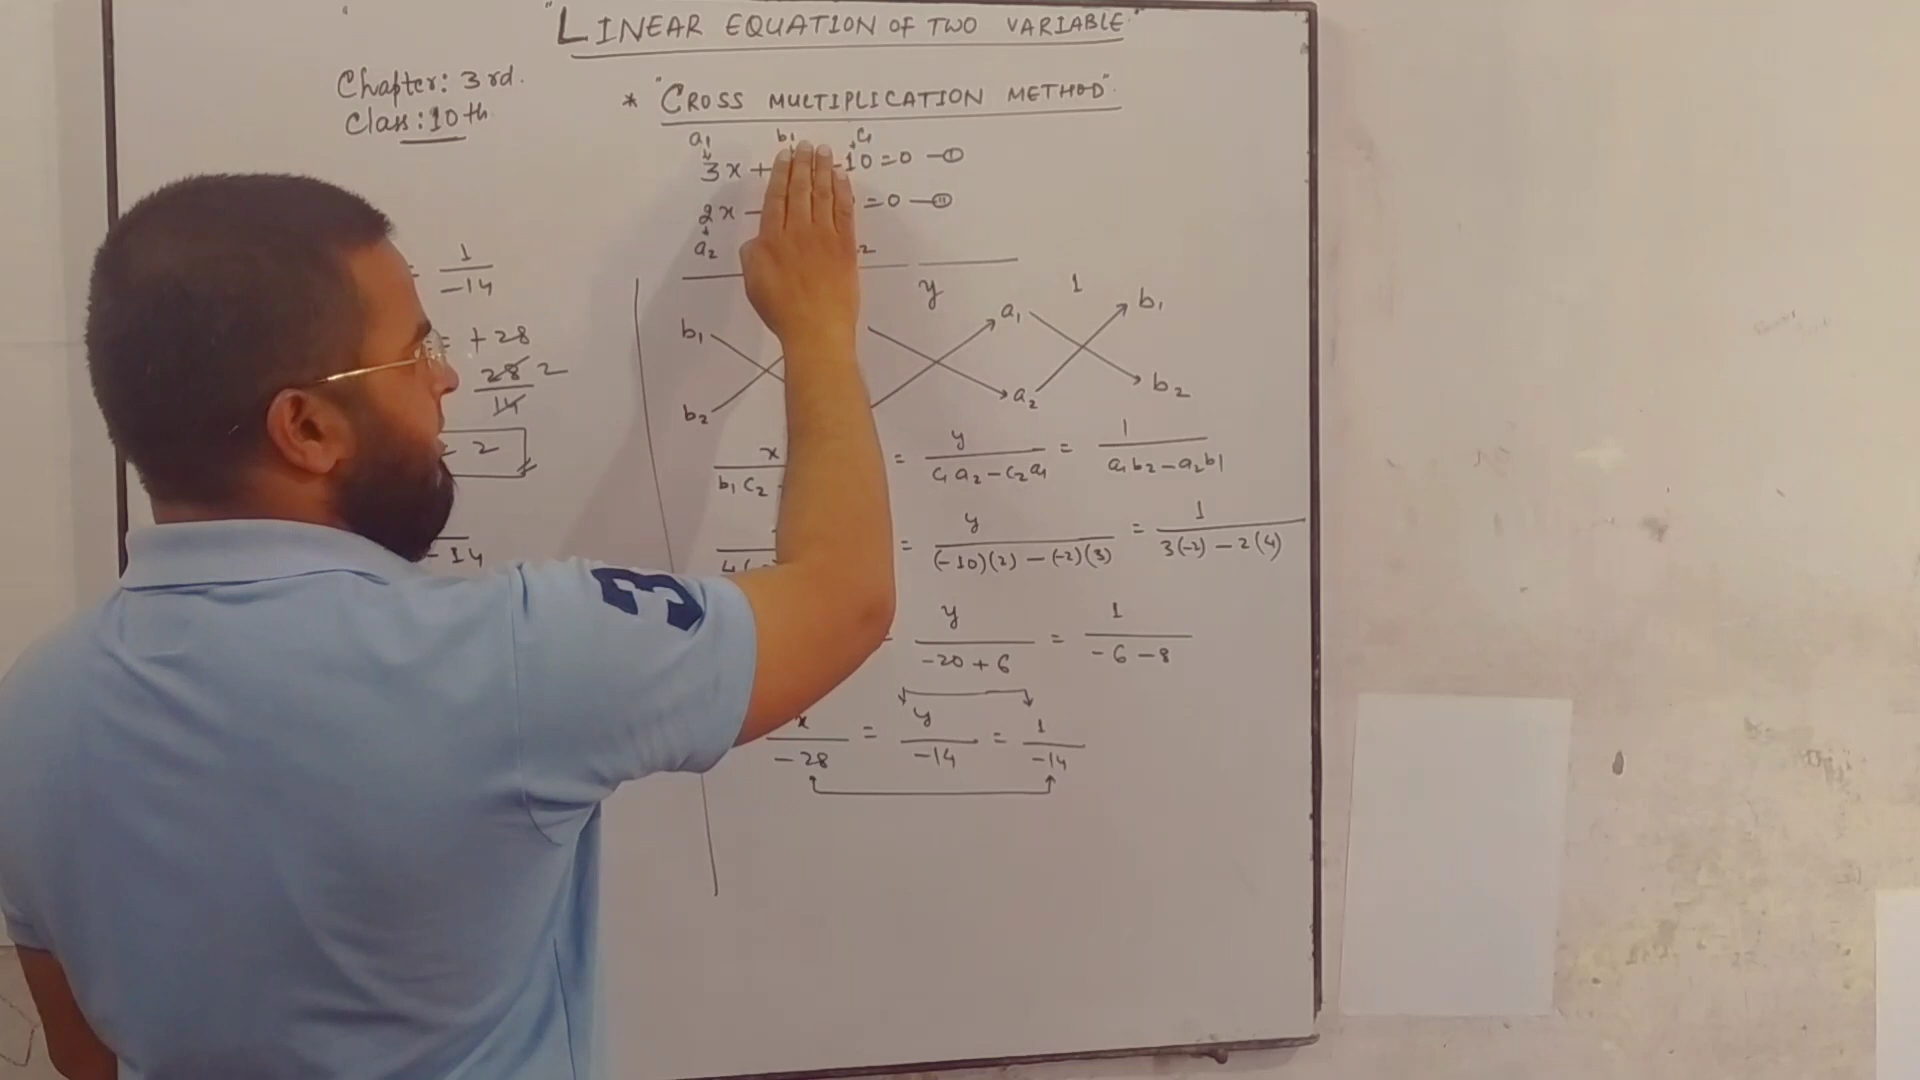 "LINEAR EQUATION OF TWO VARIABLE"
Chapter: 3rd.
Class: 10th
* "CROSS MULTIPLICATION METHOD"
a₁ b₁ c₁
3x + -10=0 —①
2x — =0 —②
a₂ 2
y 1
b₁ a₁ b₁
b₂ a₂ b₂
x/b₁c₂ = y/c₁a₂-c₂a₁ = 1/a₁b₂-a₂b₁
4( = y/(-10)(2)-(-2)(3) = 1/3(-2)-2(4)
y/-20+6 = 1/-6-8
x/-28 = y/-14 = 1/-14
= 1/-14
= +28
28/14 2
= 2
-14
3